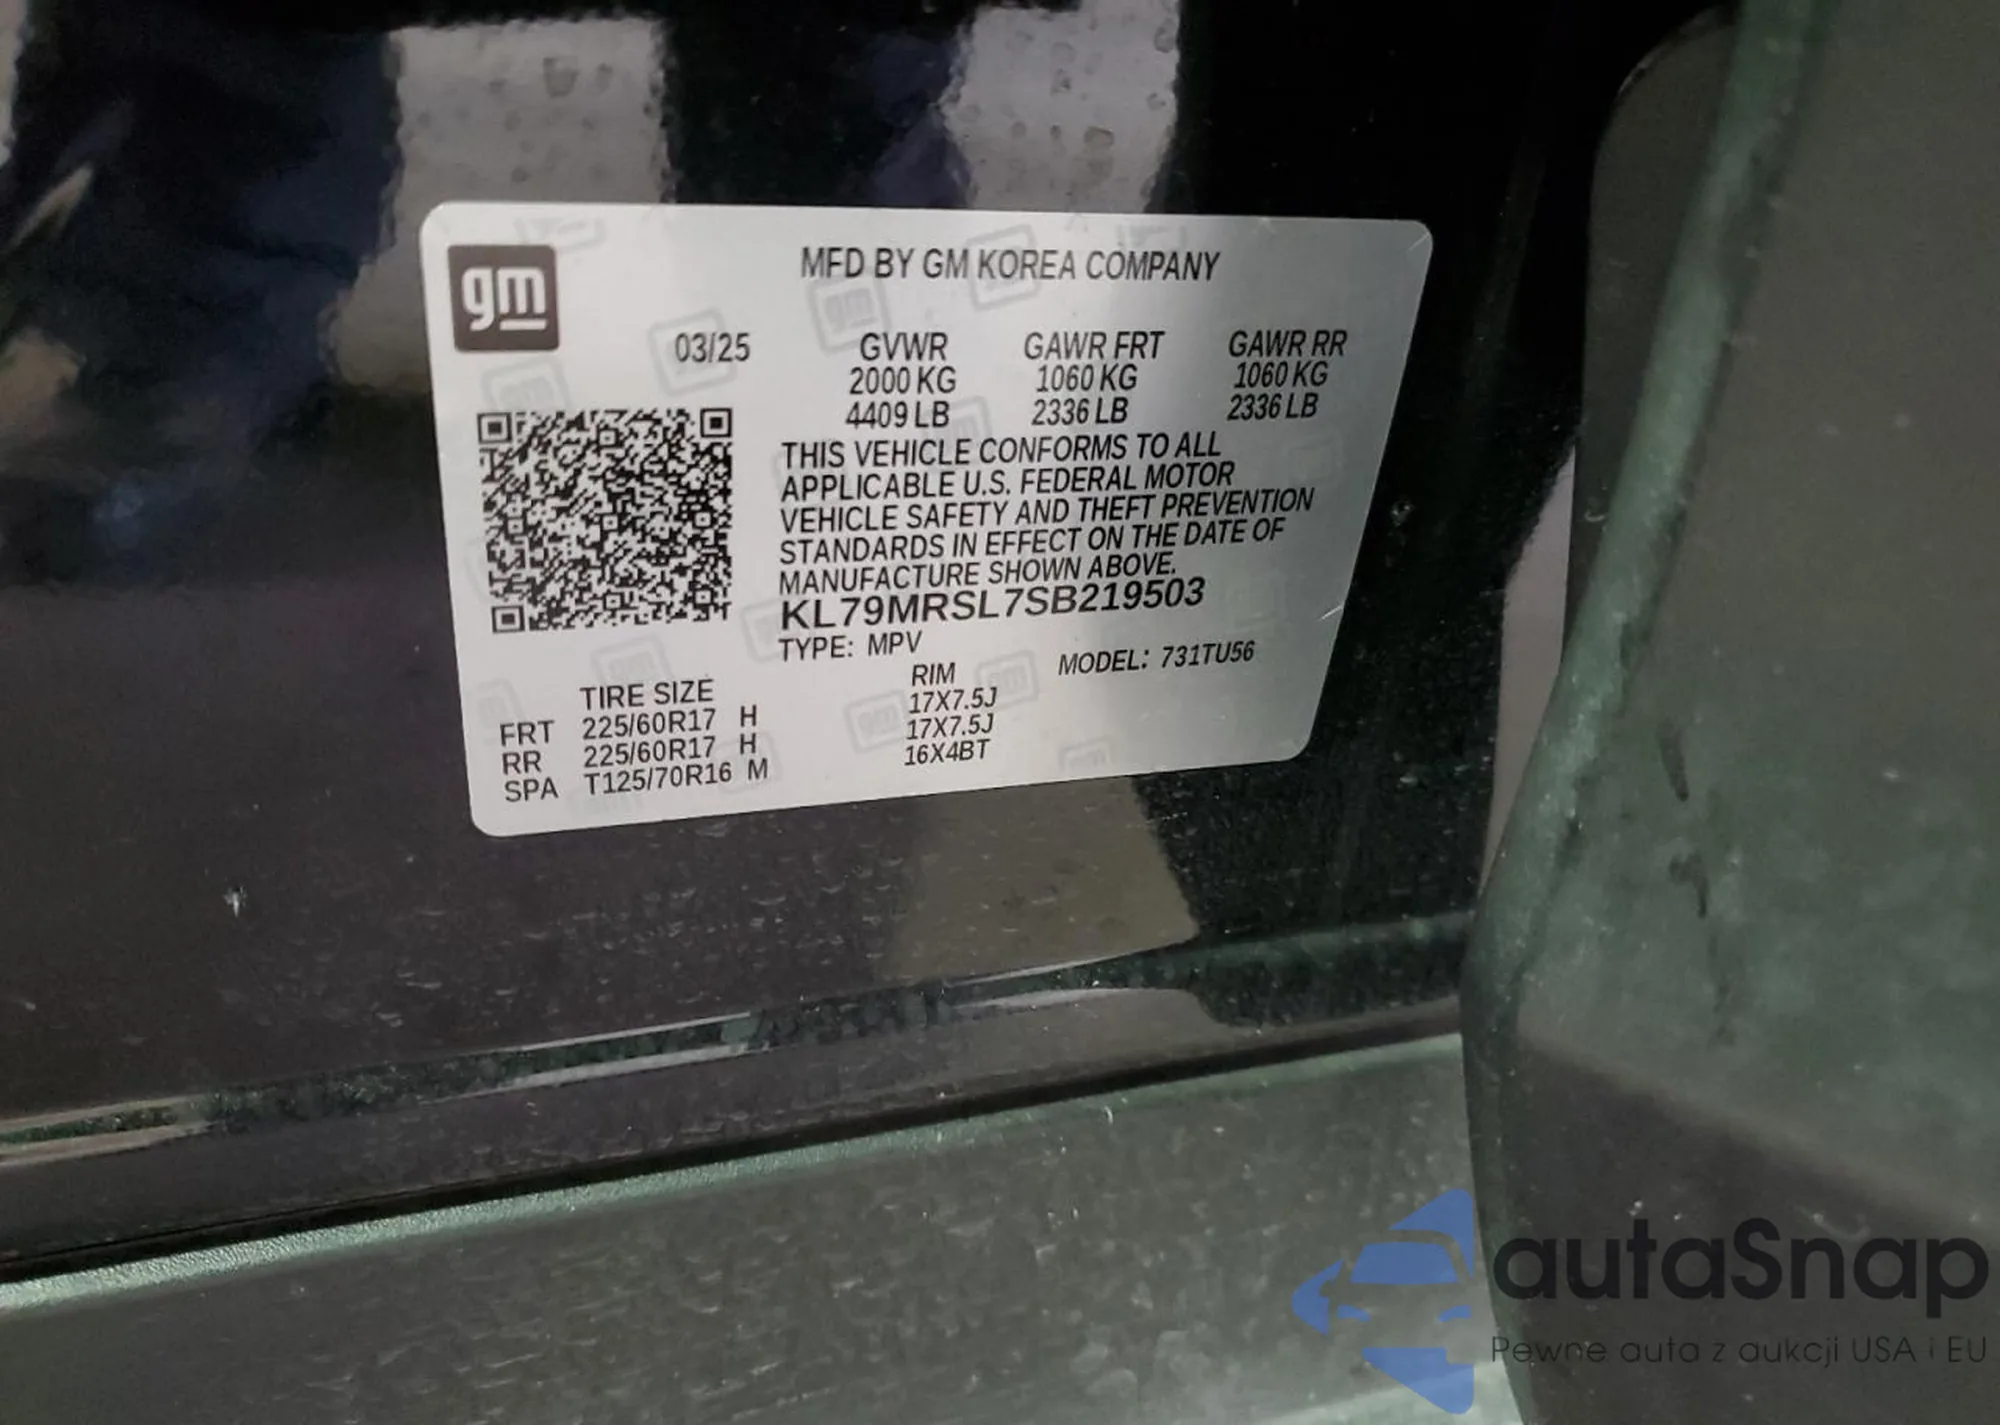 gm
MFD BY GM KOREA COMPANY
03/25 GVWR GAWR FRT GAWR RR
2000 KG 1060 KG 1060 KG
4409 LB 2336 LB 2336 LB
THIS VEHICLE CONFORMS TO ALL
APPLICABLE U.S. FEDERAL MOTOR
VEHICLE SAFETY AND THEFT PREVENTION
STANDARDS IN EFFECT ON THE DATE OF
MANUFACTURE SHOWN ABOVE.
KL79MRSL7SB219503
TYPE: MPV MODEL: 731TU56
TIRE SIZE RIM
FRT 225/60R17 H 17X7.5J
RR 225/60R17 H 17X7.5J
SPA T125/70R16 M 16X4BT
autaSnap
Pewne auta z aukcji USA i EU